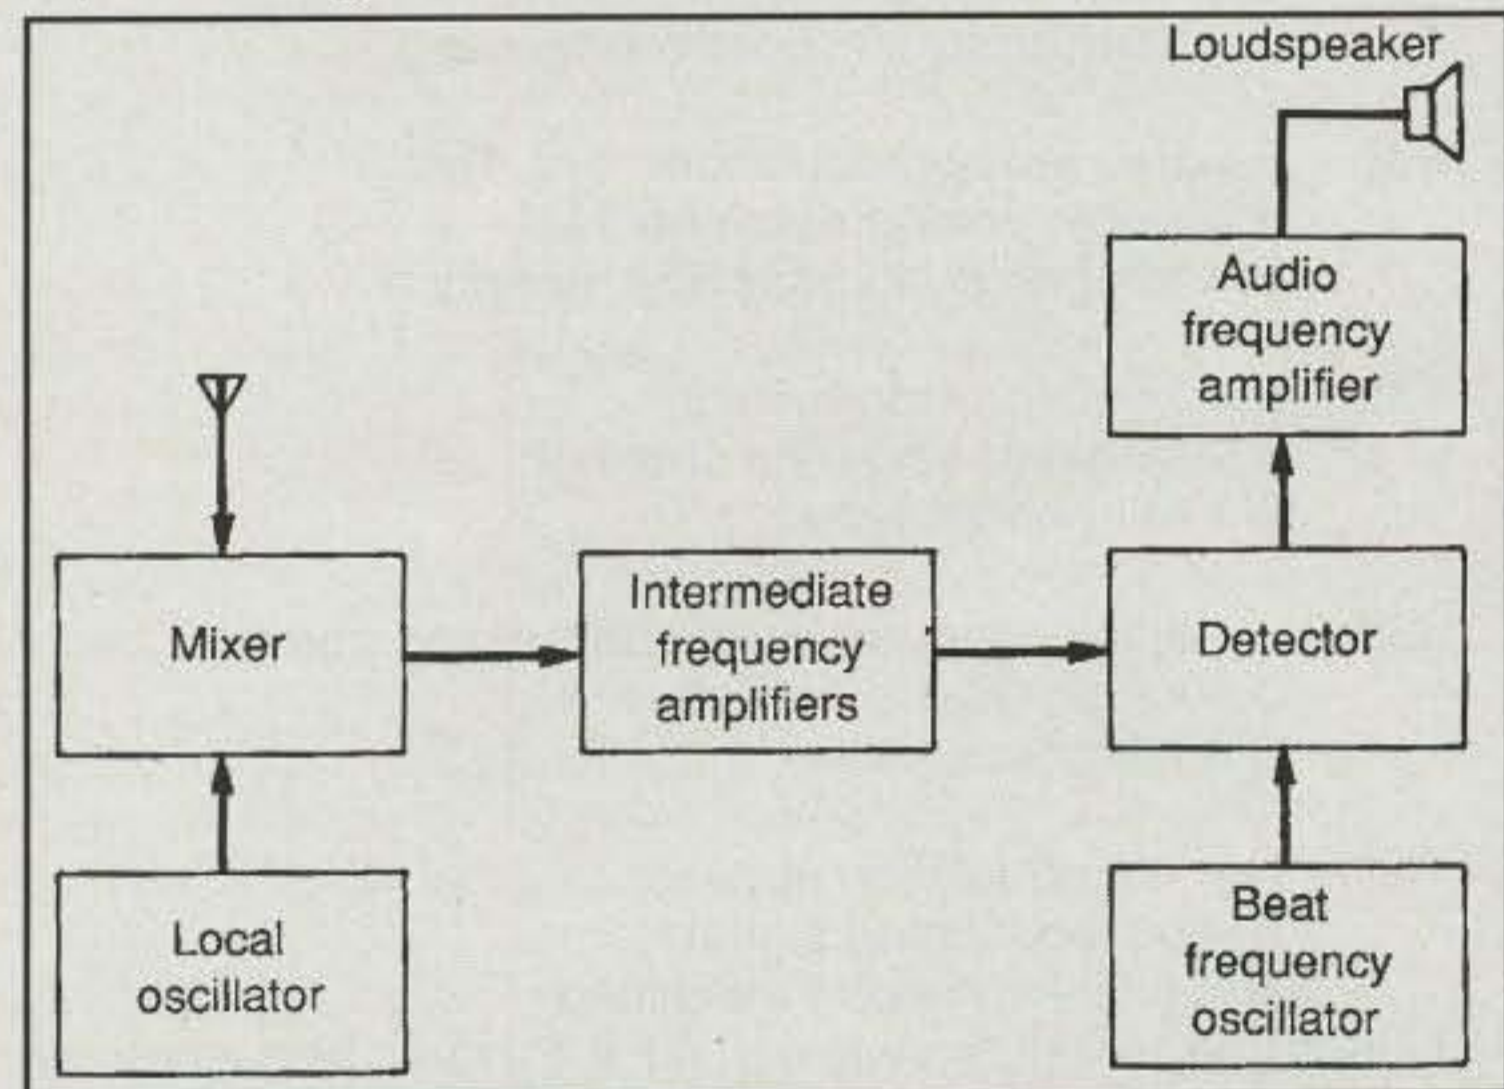 Loudspeaker
Audio
frequency
amplifier
Mixer
Intermediate
frequency
amplifiers
Detector
Local
oscillator
Beat
frequency
oscillator